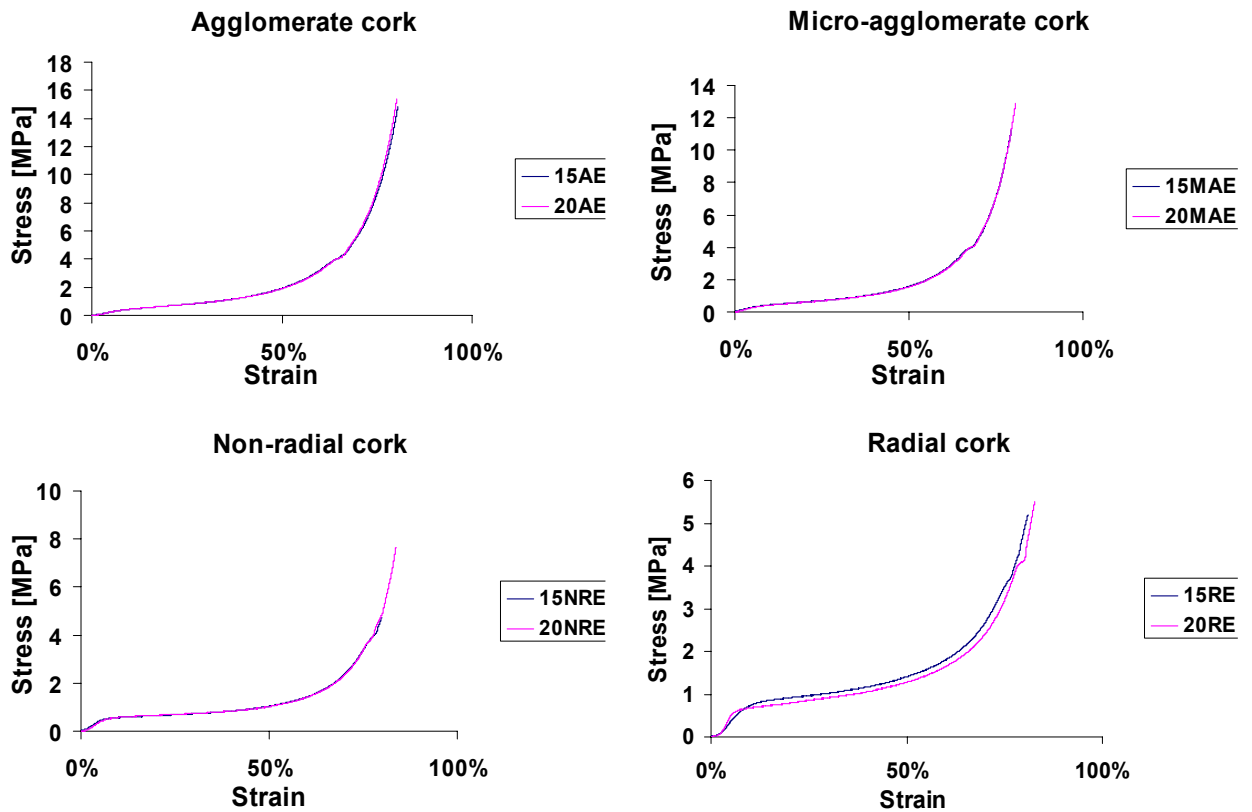 Agglomerate cork
18
16
14
12
10
8
6
4
2
0
Stress [MPa]
0% 50% 100%
Strain
15AE
20AE
Micro-agglomerate cork
14
12
10
8
6
4
2
0
Stress [MPa]
0% 50% 100%
Strain
15MAE
20MAE
Non-radial cork
10
8
6
4
2
0
Stress [MPa]
0% 50% 100%
Strain
15NRE
20NRE
Radial cork
6
5
4
3
2
1
0
Stress [MPa]
0% 50% 100%
Strain
15RE
20RE